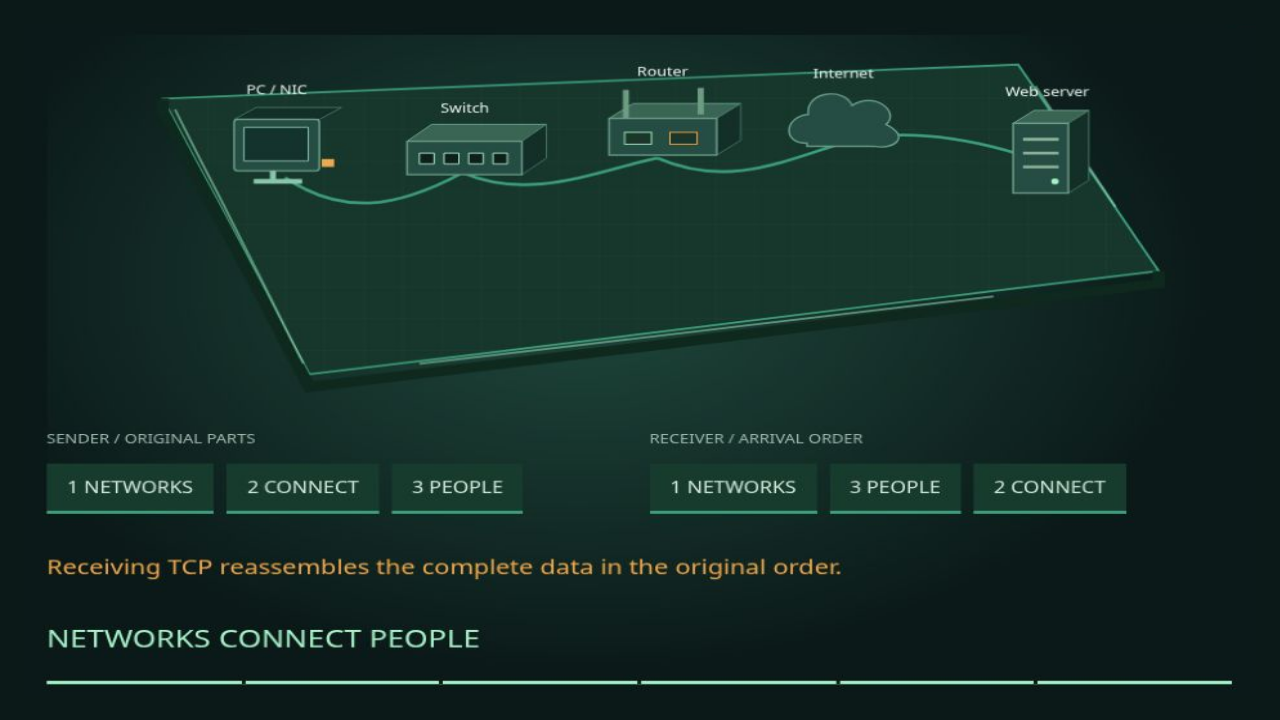 PC / NIC
Switch
Router
Internet
Web server
SENDER / ORIGINAL PARTS
1 NETWORKS
2 CONNECT
3 PEOPLE
RECEIVER / ARRIVAL ORDER
1 NETWORKS
3 PEOPLE
2 CONNECT
Receiving TCP reassembles the complete data in the original order.
NETWORKS CONNECT PEOPLE